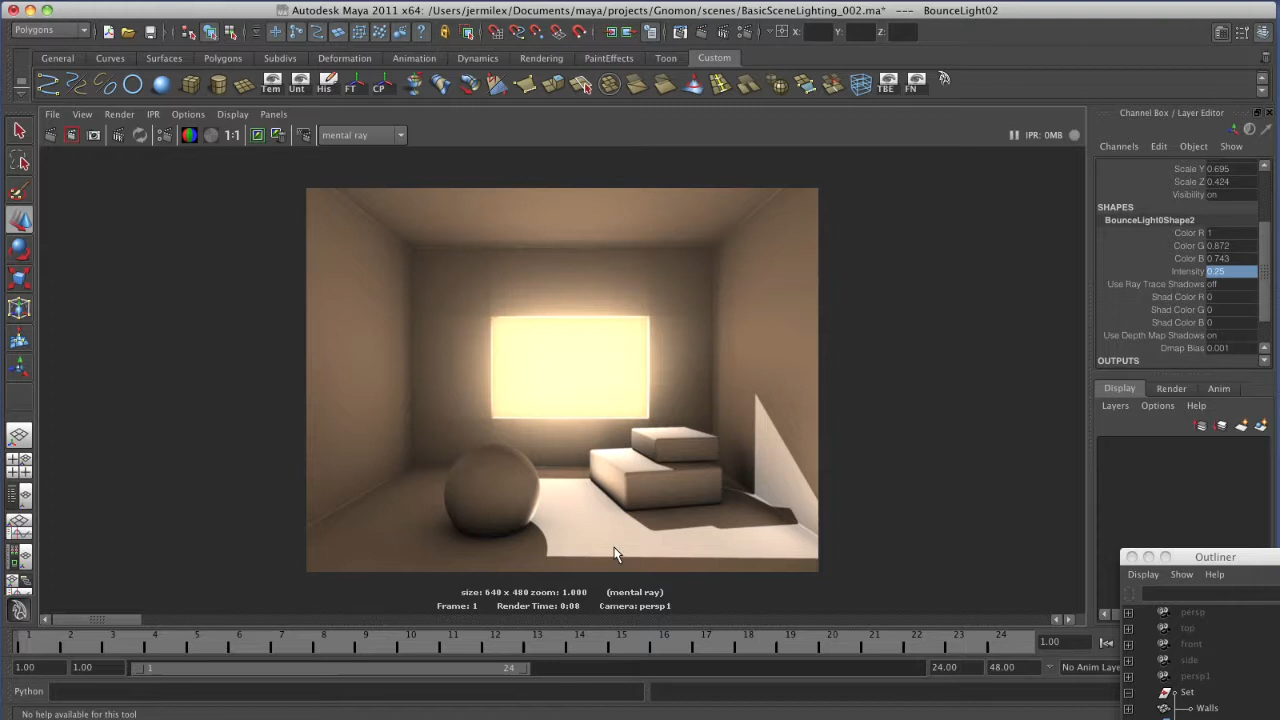 Autodesk Maya 2011 x64: /Users/jermilex/Documents/maya/projects/Gnomon/scenes/BasicSceneLighting_002.ma* --- BounceLight02
Polygons X: Y: Z:
General Curves Surfaces Polygons Subdivs Deformation Animation Dynamics Rendering PaintEffects Toon Custom
Tem Unt His FT CP TBE FN
File View Render IPR Options Display Panels
1:1 mental ray IPR: 0MB
Channel Box / Layer Editor
Channels Edit Object Show
Scale Y 0.695
Scale Z 0.424
Visibility on
SHAPES
BounceLight0Shape2
Color R 1
Color G 0.872
Color B 0.743
Intensity 0.25
Use Ray Trace Shadows off
Shad Color R 0
Shad Color G 0
Shad Color B 0
Use Depth Map Shadows on
Dmap Bias 0.001
OUTPUTS
Display Render Anim
Layers Options Help
size: 640 x 480 zoom: 1.000 (mental ray)
Frame: 1 Render Time: 0:08 Camera: persp1
Outliner
Display Show Help
persp
top
front
side
persp1
Set
Walls
1 2 3 4 5 6 7 8 9 10 11 12 13 14 15 16 17 18 19 20 21 22 23 24 1.00
1.00 1.00 1 24 24.00 48.00 No Anim Laye
Python
No help available for this tool